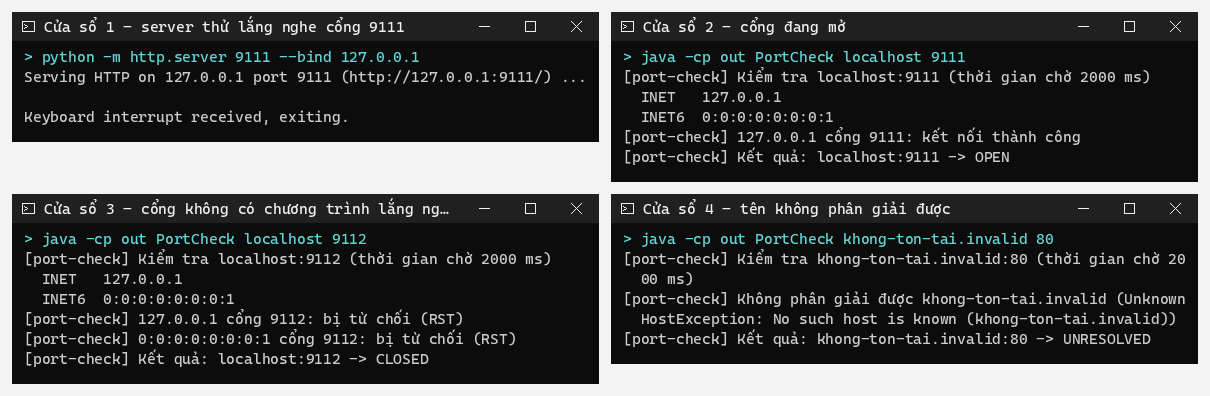 Cửa sổ 1 – server thử lắng nghe cổng 9111
> python -m http.server 9111 --bind 127.0.0.1
Serving HTTP on 127.0.0.1 port 9111 (http://127.0.0.1:9111/) ...
Keyboard interrupt received, exiting.
Cửa sổ 2 – cổng đang mở
> java -cp out PortCheck localhost 9111
[port-check] Kiểm tra localhost:9111 (thời gian chờ 2000 ms)
INET   127.0.0.1
INET6  0:0:0:0:0:0:0:1
[port-check] 127.0.0.1 cổng 9111: kết nối thành công
[port-check] Kết quả: localhost:9111 -> OPEN
Cửa sổ 3 – cổng không có chương trình lắng ng…
> java -cp out PortCheck localhost 9112
[port-check] Kiểm tra localhost:9112 (thời gian chờ 2000 ms)
INET   127.0.0.1
INET6  0:0:0:0:0:0:0:1
[port-check] 127.0.0.1 cổng 9112: bị từ chối (RST)
[port-check] 0:0:0:0:0:0:0:1 cổng 9112: bị từ chối (RST)
[port-check] Kết quả: localhost:9112 -> CLOSED
Cửa sổ 4 – tên không phân giải được
> java -cp out PortCheck khong-ton-tai.invalid 80
[port-check] Kiểm tra khong-ton-tai.invalid:80 (thời gian chờ 20
00 ms)
[port-check] Không phân giải được khong-ton-tai.invalid (Unknown
HostException: No such host is known (khong-ton-tai.invalid))
[port-check] Kết quả: khong-ton-tai.invalid:80 -> UNRESOLVED